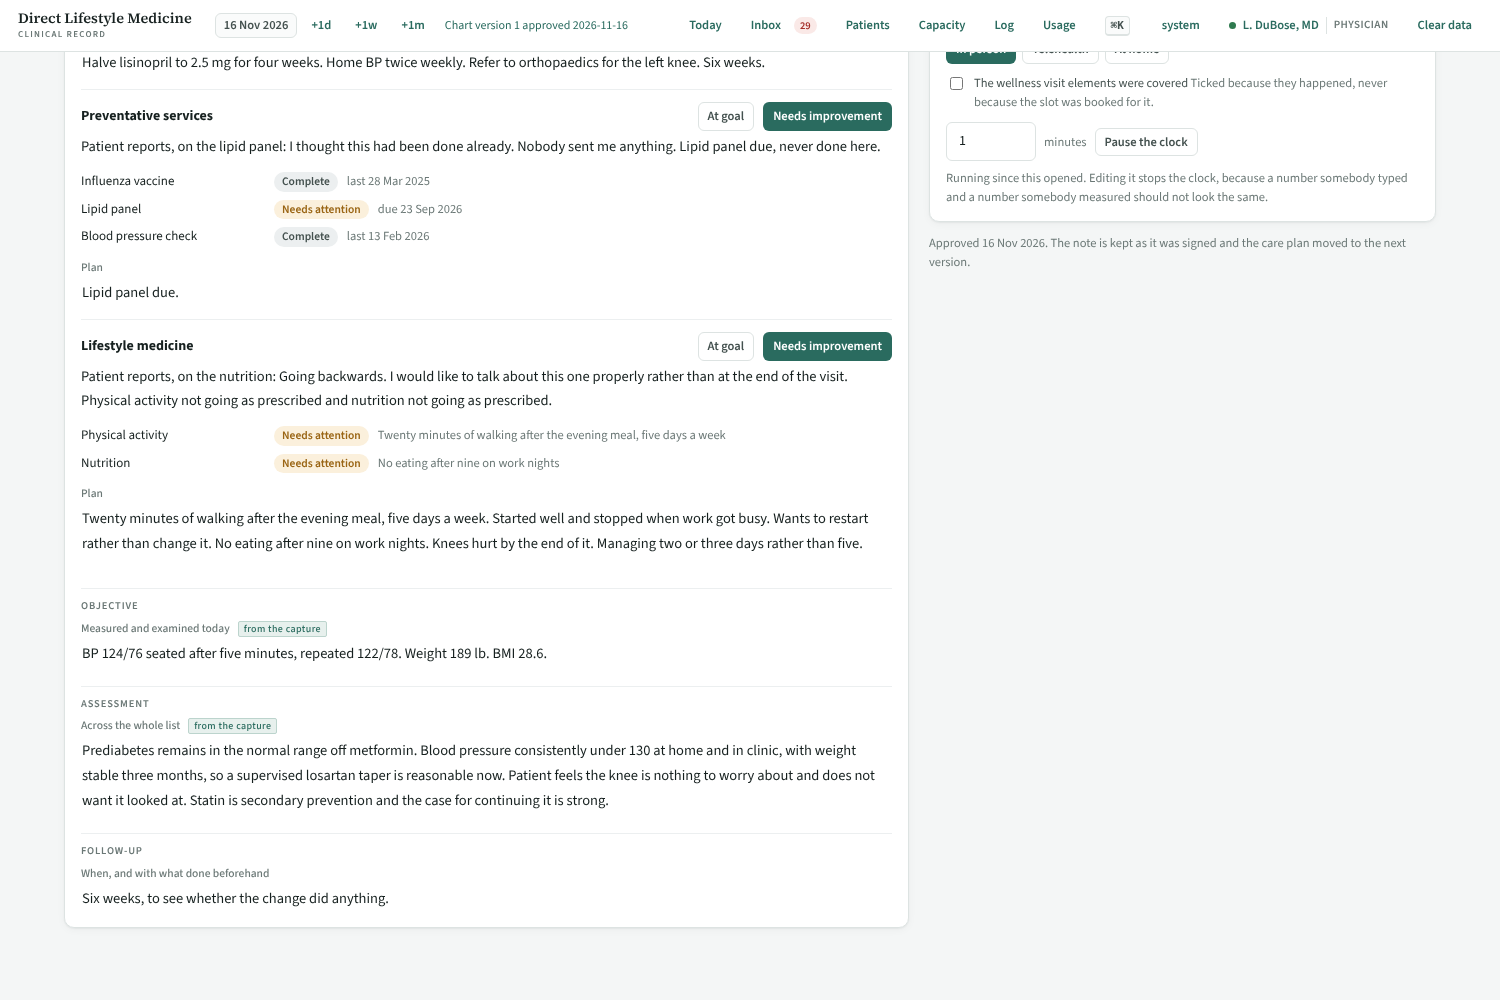 Direct Lifestyle Medicine
CLINICAL RECORD
16 Nov 2026
+1d
+1w
+1m
Chart version 1 approved 2026-11-16
Today
Inbox 29
Patients
Capacity
Log
Usage
⌘K
system
L. DuBose, MD
PHYSICIAN
Clear data
Halve lisinopril to 2.5 mg for four weeks. Home BP twice weekly. Refer to orthopaedics for the left knee. Six weeks.
Preventative services
At goal
Needs improvement
Patient reports, on the lipid panel: I thought this had been done already. Nobody sent me anything. Lipid panel due, never done here.
Influenza vaccine Complete last 28 Mar 2025
Lipid panel Needs attention due 23 Sep 2026
Blood pressure check Complete last 13 Feb 2026
Plan
Lipid panel due.
Lifestyle medicine
At goal
Needs improvement
Patient reports, on the nutrition: Going backwards. I would like to talk about this one properly rather than at the end of the visit.
Physical activity not going as prescribed and nutrition not going as prescribed.
Physical activity Needs attention Twenty minutes of walking after the evening meal, five days a week
Nutrition Needs attention No eating after nine on work nights
Plan
Twenty minutes of walking after the evening meal, five days a week. Started well and stopped when work got busy. Wants to restart
rather than change it. No eating after nine on work nights. Knees hurt by the end of it. Managing two or three days rather than five.
OBJECTIVE
Measured and examined today from the capture
BP 124/76 seated after five minutes, repeated 122/78. Weight 189 lb. BMI 28.6.
ASSESSMENT
Across the whole list from the capture
Prediabetes remains in the normal range off metformin. Blood pressure consistently under 130 at home and in clinic, with weight
stable three months, so a supervised losartan taper is reasonable now. Patient feels the knee is nothing to worry about and does not
want it looked at. Statin is secondary prevention and the case for continuing it is strong.
FOLLOW-UP
When, and with what done beforehand
Six weeks, to see whether the change did anything.
The wellness visit elements were covered Ticked because they happened, never
because the slot was booked for it.
1 minutes
Pause the clock
Running since this opened. Editing it stops the clock, because a number somebody typed
and a number somebody measured should not look the same.
Approved 16 Nov 2026. The note is kept as it was signed and the care plan moved to the next
version.